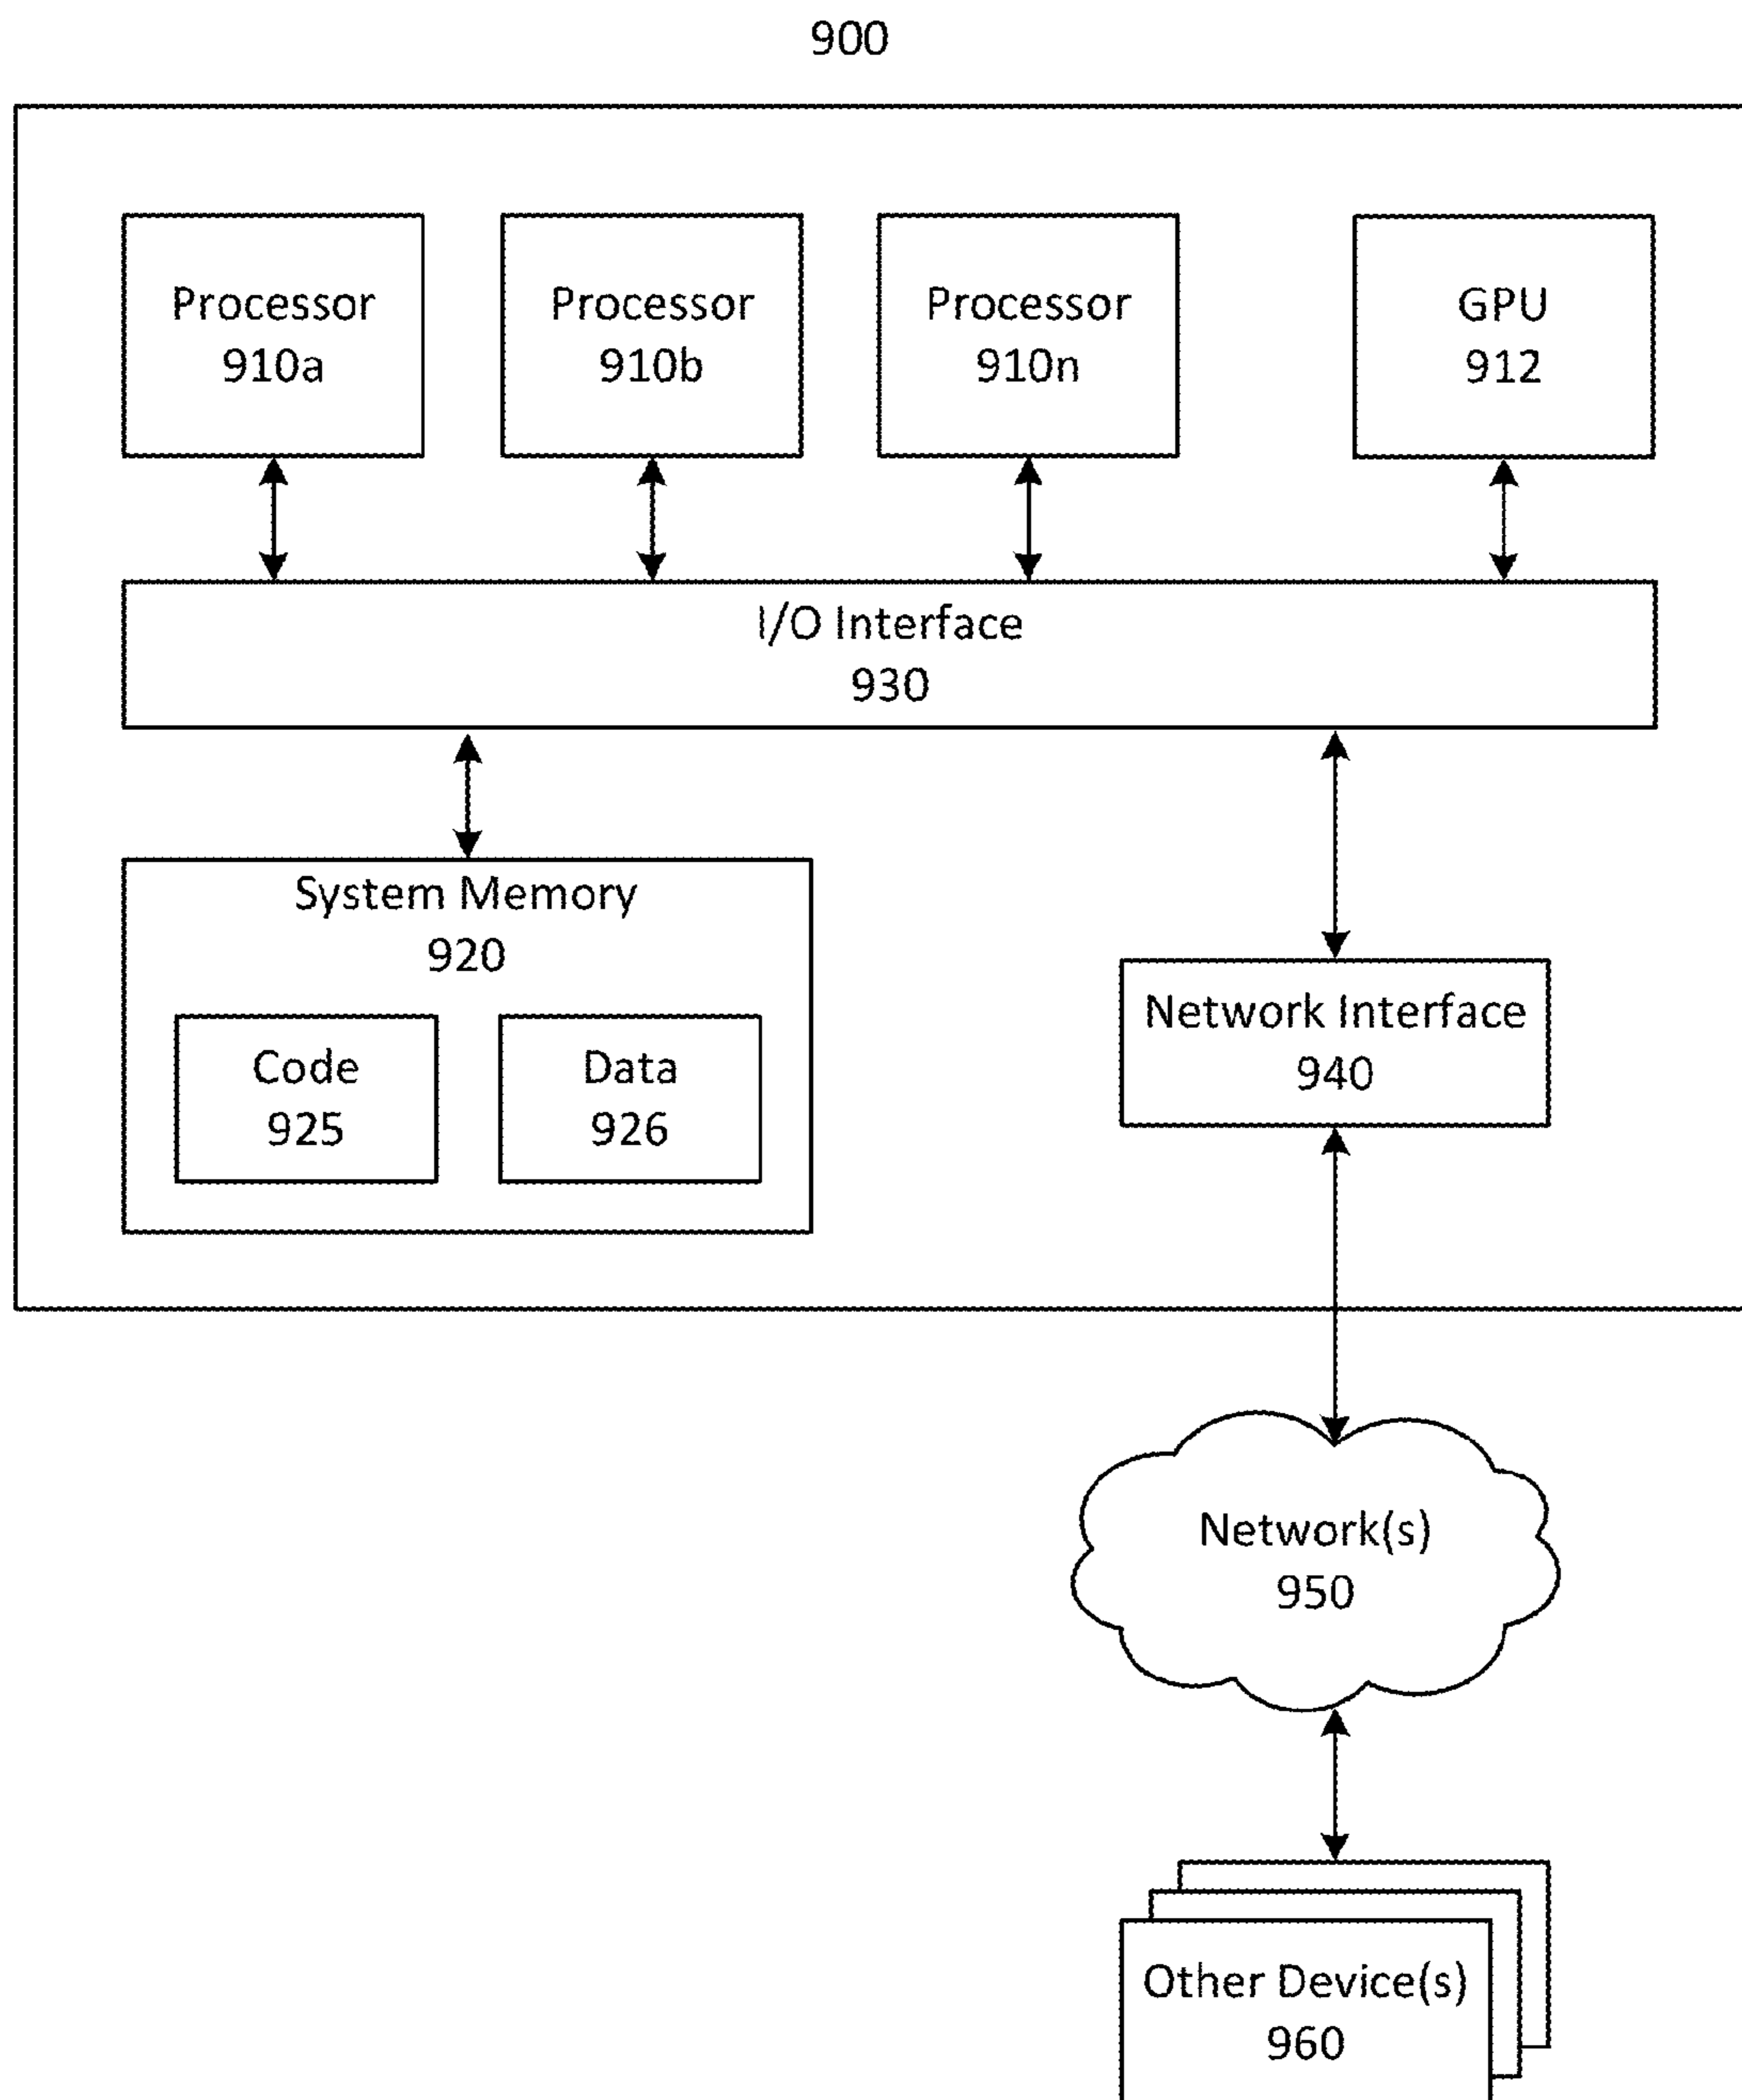 900
Processor
910a
Processor
910b
Processor
910n
GPU
912
I/O Interface
930
System Memory
920
Code
925
Data
926
Network Interface
940
Network(s)
950
Other Device(s)
960